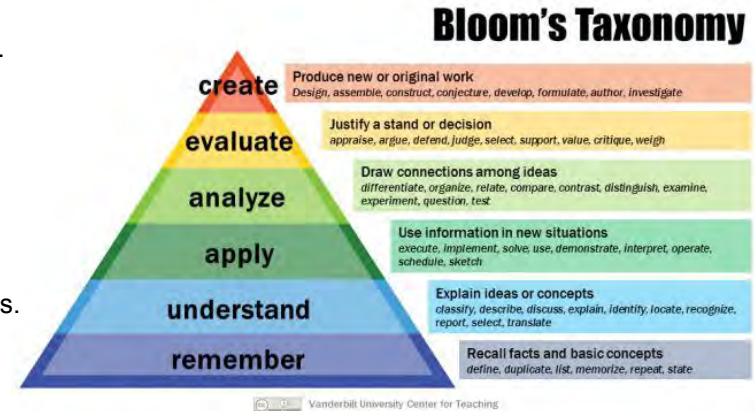 Bloom's Taxonomy
.
create
Produce new or original work
Design, assemble, construct, conjecture, develop, formulate, author, investigate
evaluate
Justify a stand or decision
appraise, argue, defend, judge, select, support, value, critique, weigh
analyze
Draw connections among ideas
differentiate, organize, relate, compare, contrast, distinguish, examine,
experiment, question, test
apply
Use information in new situations
execute, implement, solve, use, demonstrate, interpret, operate,
schedule, sketch
s.
understand
Explain ideas or concepts
classify, describe, discuss, explain, identify, locate, recognize,
report, select, translate
remember
Recall facts and basic concepts
define, duplicate, list, memorize, repeat, state
cc
Vanderbilt University Center for Teaching